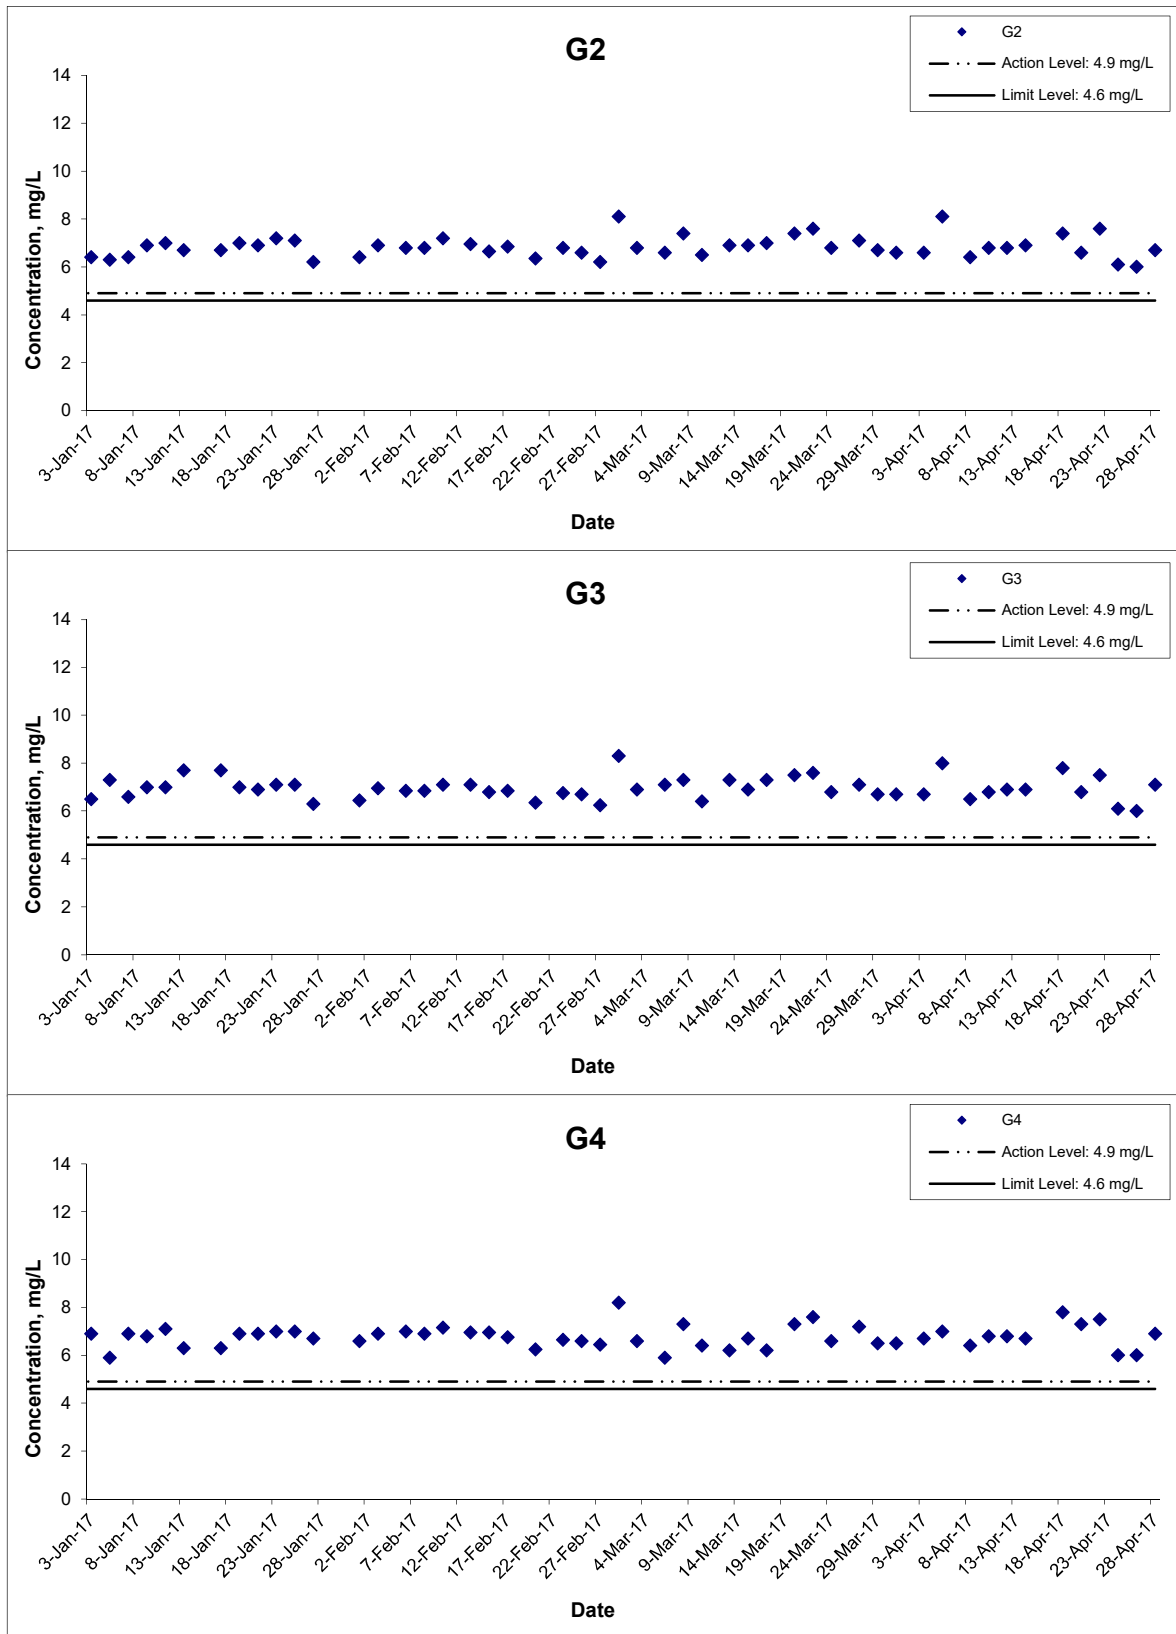 G2
G2
Action Level: 4.9 mg/L
Limit Level: 4.6 mg/L
Concentration, mg/L
14
12
10
8
6
4
2
0
3-Jan-17
8-Jan-17
13-Jan-17
18-Jan-17
23-Jan-17
28-Jan-17
2-Feb-17
7-Feb-17
12-Feb-17
17-Feb-17
22-Feb-17
27-Feb-17
4-Mar-17
9-Mar-17
14-Mar-17
19-Mar-17
24-Mar-17
29-Mar-17
3-Apr-17
8-Apr-17
13-Apr-17
18-Apr-17
23-Apr-17
28-Apr-17
Date
G3
G3
Action Level: 4.9 mg/L
Limit Level: 4.6 mg/L
Concentration, mg/L
14
12
10
8
6
4
2
0
3-Jan-17
8-Jan-17
13-Jan-17
18-Jan-17
23-Jan-17
28-Jan-17
2-Feb-17
7-Feb-17
12-Feb-17
17-Feb-17
22-Feb-17
27-Feb-17
4-Mar-17
9-Mar-17
14-Mar-17
19-Mar-17
24-Mar-17
29-Mar-17
3-Apr-17
8-Apr-17
13-Apr-17
18-Apr-17
23-Apr-17
28-Apr-17
Date
G4
G4
Action Level: 4.9 mg/L
Limit Level: 4.6 mg/L
Concentration, mg/L
14
12
10
8
6
4
2
0
3-Jan-17
8-Jan-17
13-Jan-17
18-Jan-17
23-Jan-17
28-Jan-17
2-Feb-17
7-Feb-17
12-Feb-17
17-Feb-17
22-Feb-17
27-Feb-17
4-Mar-17
9-Mar-17
14-Mar-17
19-Mar-17
24-Mar-17
29-Mar-17
3-Apr-17
8-Apr-17
13-Apr-17
18-Apr-17
23-Apr-17
28-Apr-17
Date